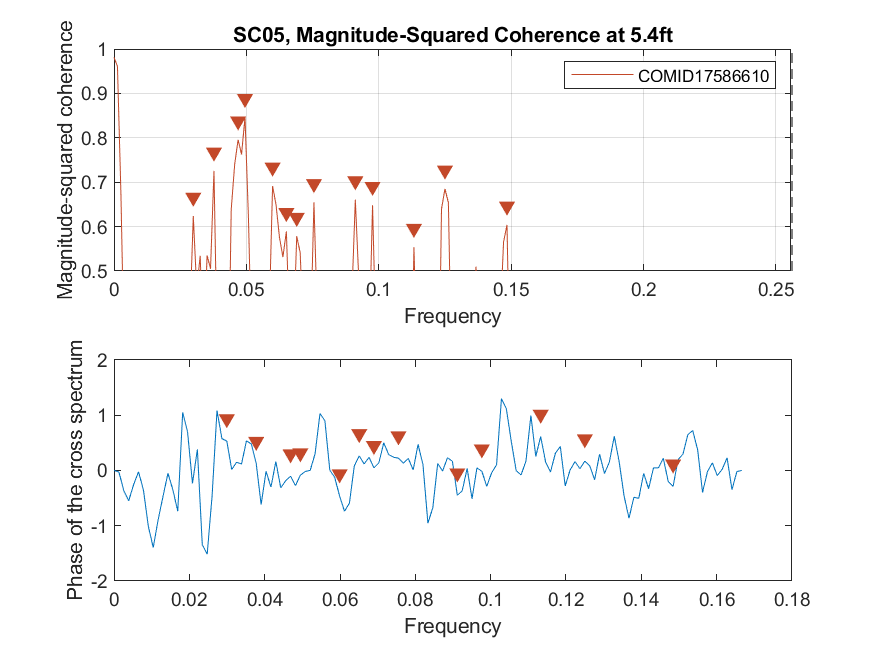 SC05, Magnitude-Squared Coherence at 5.4ft
Magnitude-squared coherence
1
0.9
0.8
0.7
0.6
0.5
COMID17586610
0 0.05 0.1 0.15 0.2 0.25
Frequency
Phase of the cross spectrum
2
1
0
-1
-2
0 0.02 0.04 0.06 0.08 0.1 0.12 0.14 0.16 0.18
Frequency